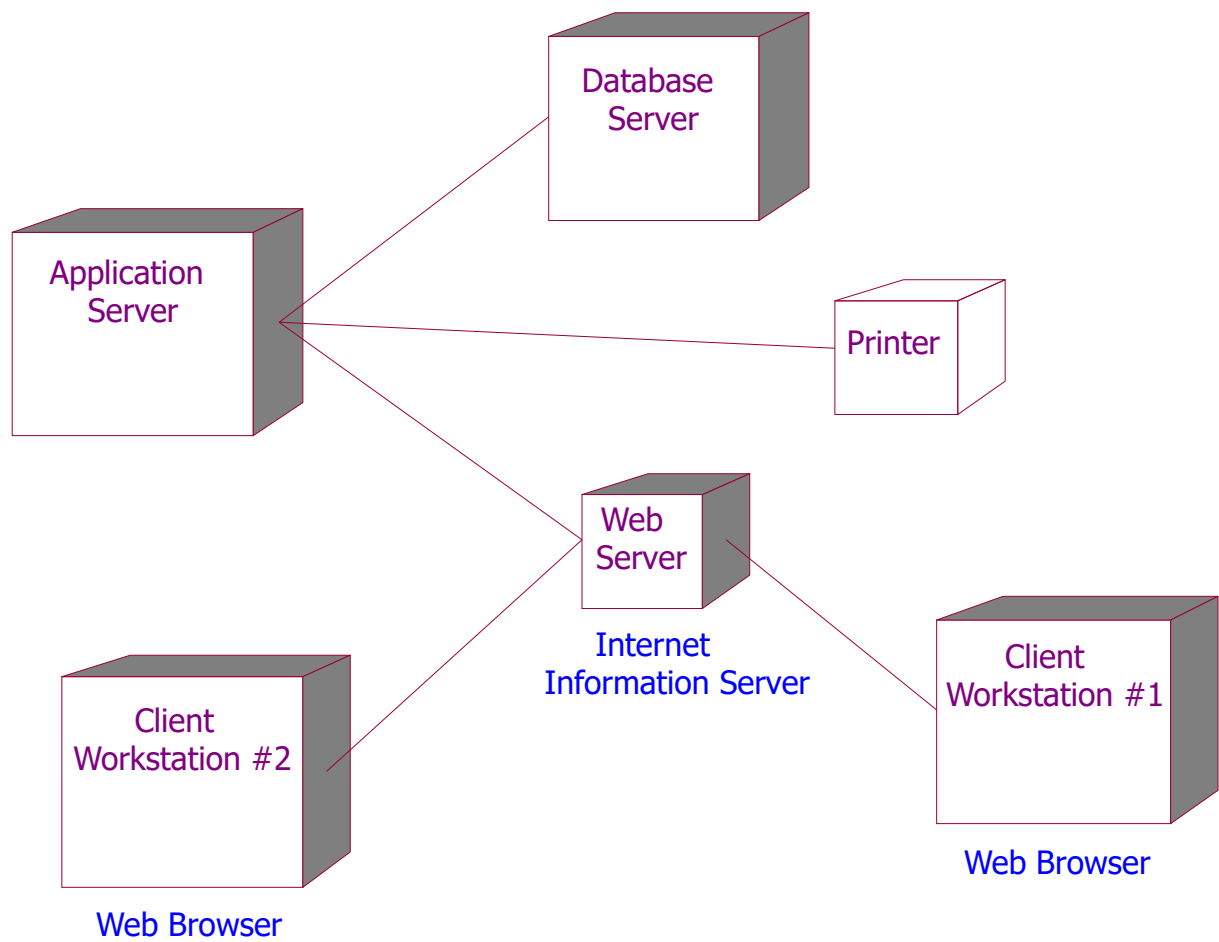 Database
Server
Application
Server
Printer
Web
Server
Internet
Information Server
Client
Workstation #1
Client
Workstation #2
Web Browser
Web Browser